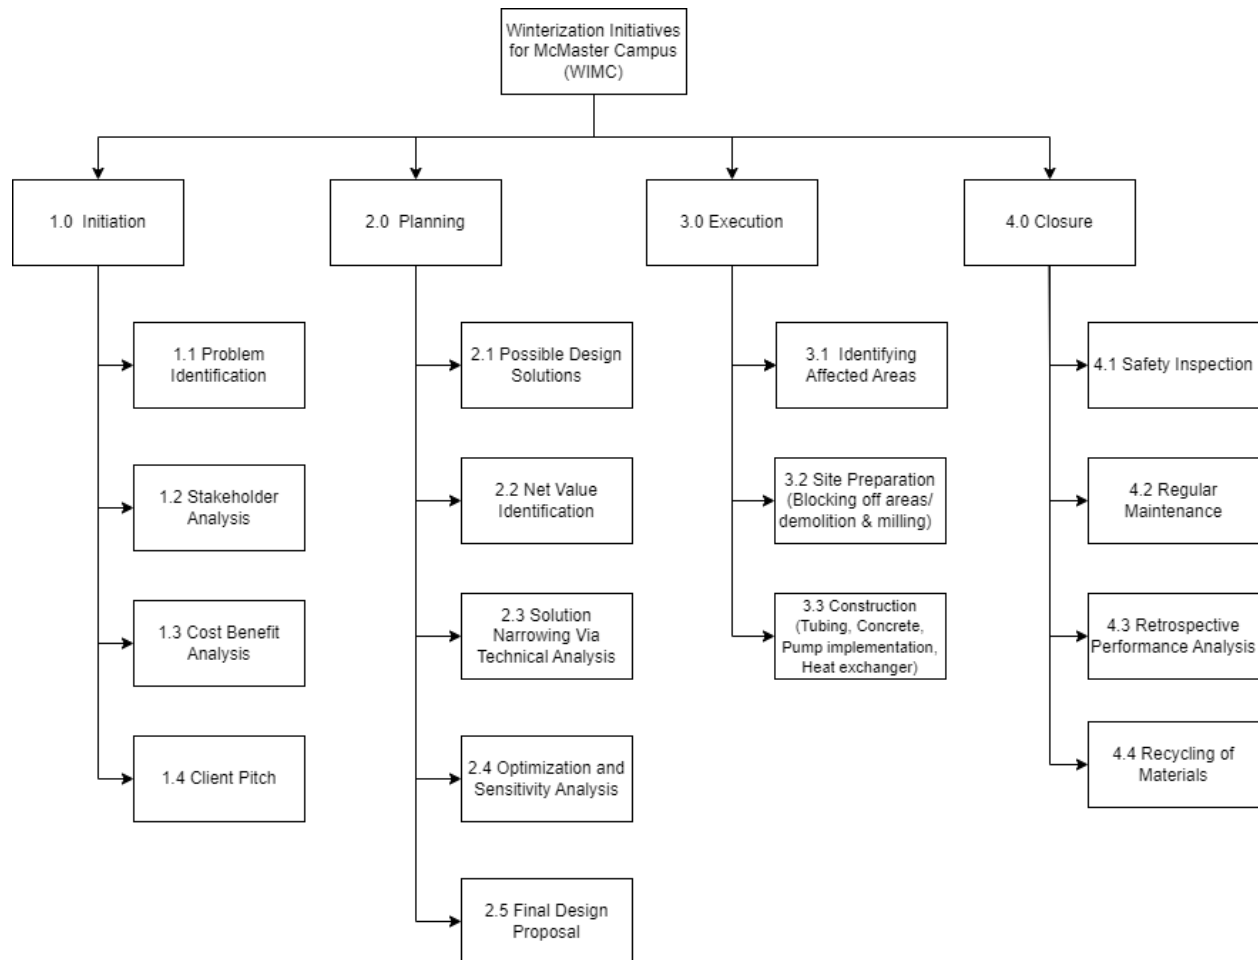 Winterization Initiatives
for McMaster Campus
(WIMC)
1.0 Initiation
2.0 Planning
3.0 Execution
4.0 Closure
1.1 Problem
Identification
1.2 Stakeholder
Analysis
1.3 Cost Benefit
Analysis
1.4 Client Pitch
2.1 Possible Design
Solutions
2.2 Net Value
Identification
2.3 Solution
Narrowing Via
Technical Analysis
2.4 Optimization and
Sensitivity Analysis
2.5 Final Design
Proposal
3.1 Identifying
Affected Areas
3.2 Site Preparation
(Blocking off areas/
demolition & milling)
3.3 Construction
(Tubing, Concrete,
Pump implementation,
Heat exchanger)
4.1 Safety Inspection
4.2 Regular
Maintenance
4.3 Retrospective
Performance Analysis
4.4 Recycling of
Materials